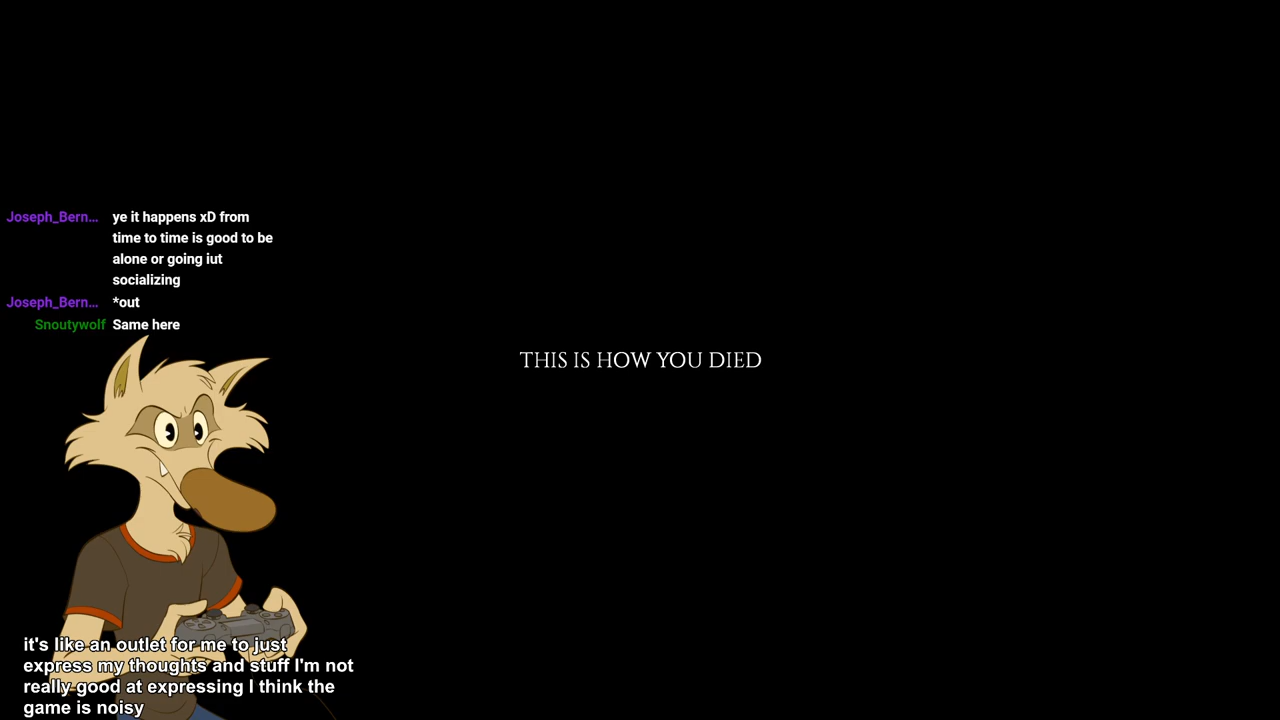 Joseph_Bern... ye it happens xD from
time to time is good to be
alone or going iut
socializing
Joseph_Bern... *out
Snoutywolf Same here
THIS IS HOW YOU DIED
it's like an outlet for me to just
express my thoughts and stuff I'm not
really good at expressing I think the
game is noisy